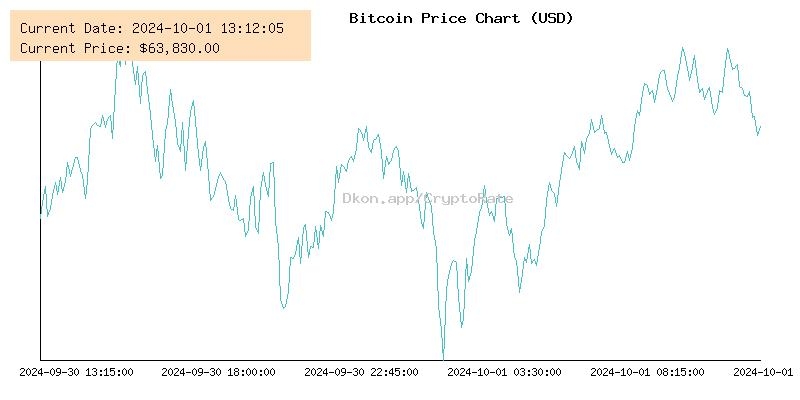 Bitcoin Price Chart (USD)
Current Date: 2024-10-01 13:12:05
Current Price: $63,830.00
Dkon.app/CryptoRate
2024-09-30 13:15:00 2024-09-30 18:00:00 2024-09-30 22:45:00 2024-10-01 03:30:00 2024-10-01 08:15:00 2024-10-01